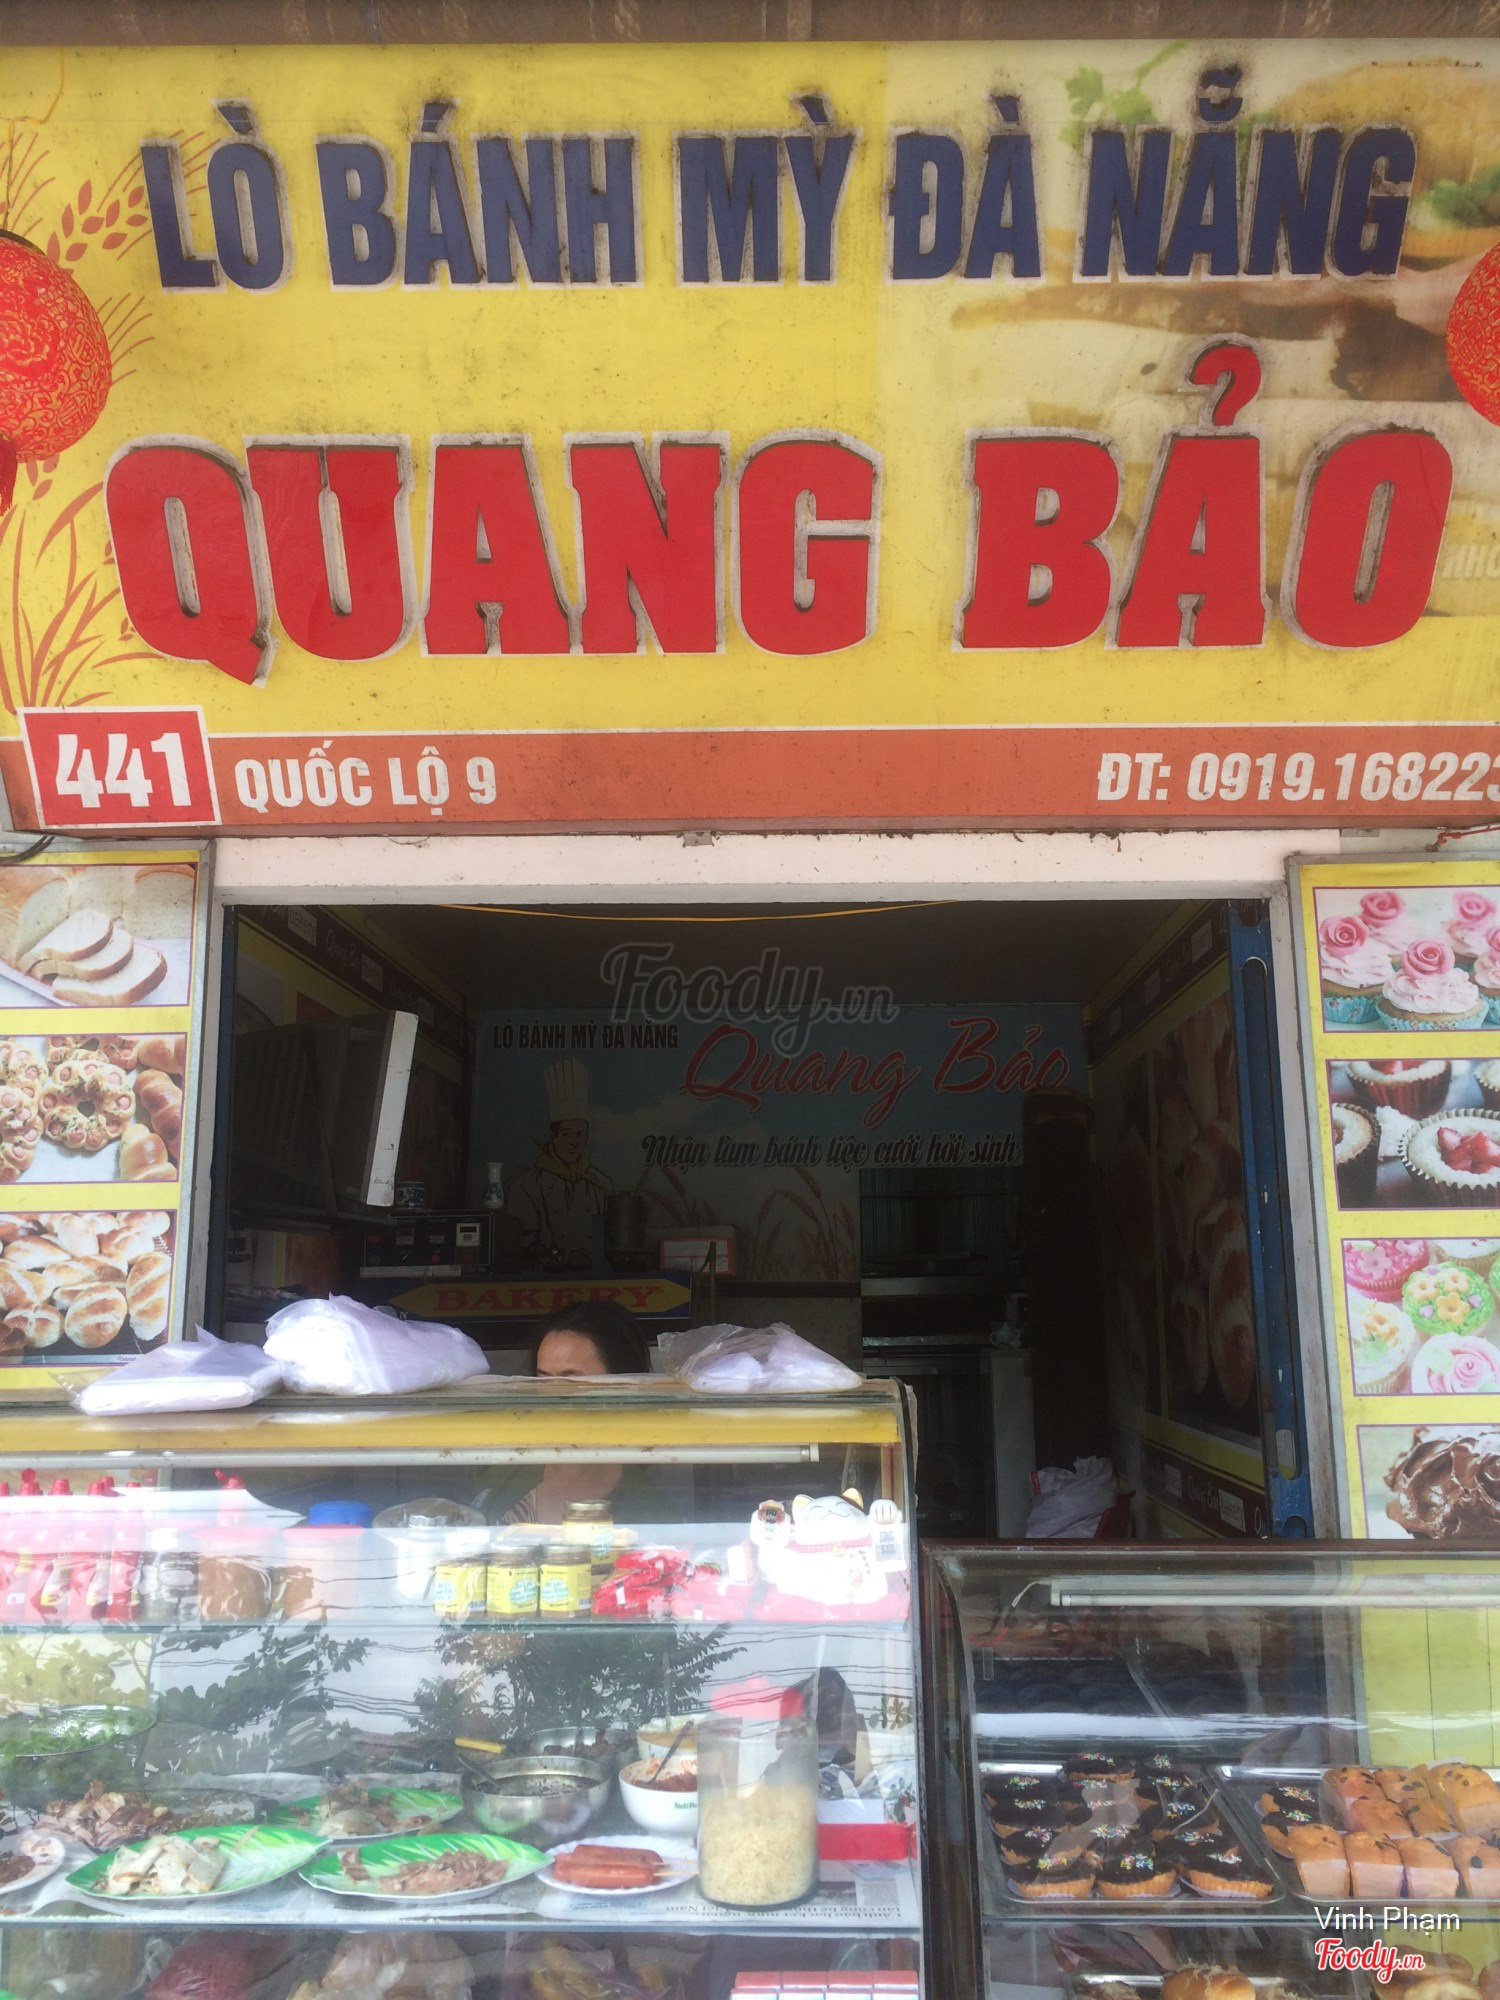 LÒ BÁNH MỲ ĐÀ NẴNG
QUANG BẢO
441 QUỐC LỘ 9
ĐT: 0919.168223
Foody.vn
LÒ BÁNH MỲ ĐÀ NẴNG
Quang Bảo
Nhận làm bánh tiệc cưới hỏi sinh
BAKERY
Vinh Phạm
Foody.vn